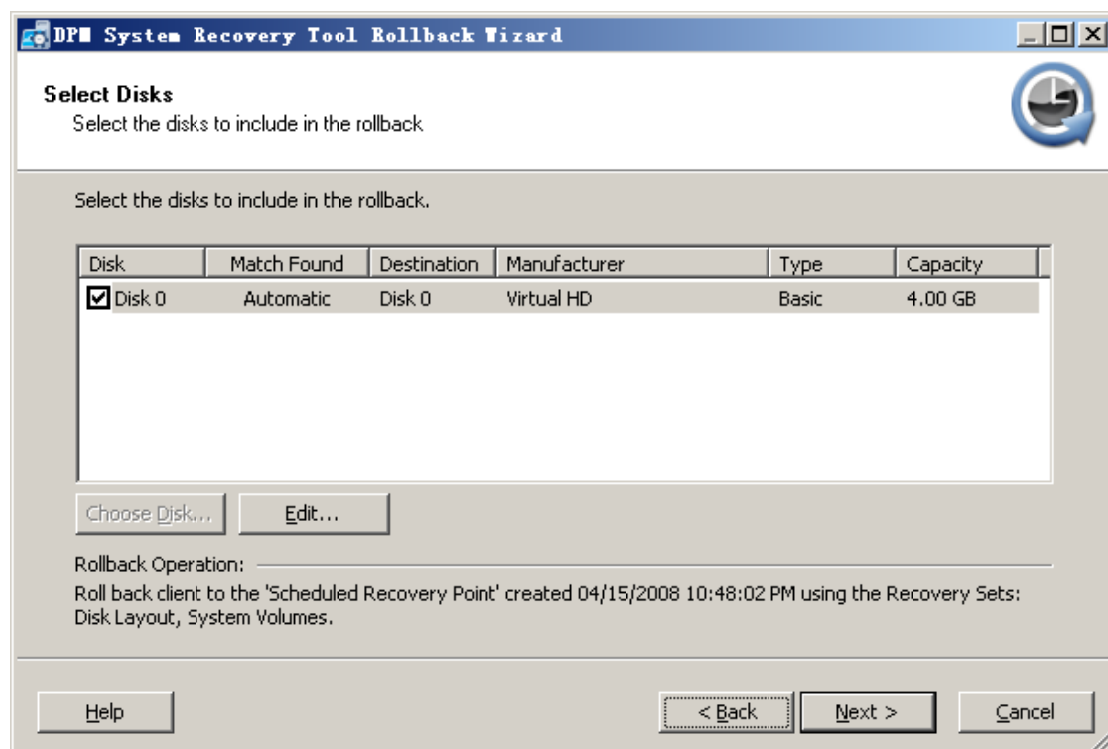 DPM System Recovery Tool Rollback Wizard
Select Disks
Select the disks to include in the rollback
Select the disks to include in the rollback.
Disk Match Found Destination Manufacturer Type Capacity
Disk 0 Automatic Disk 0 Virtual HD Basic 4.00 GB
Choose Disk... Edit...
Rollback Operation:
Roll back client to the 'Scheduled Recovery Point' created 04/15/2008 10:48:02 PM using the Recovery Sets:
Disk Layout, System Volumes.
Help < Back Next > Cancel